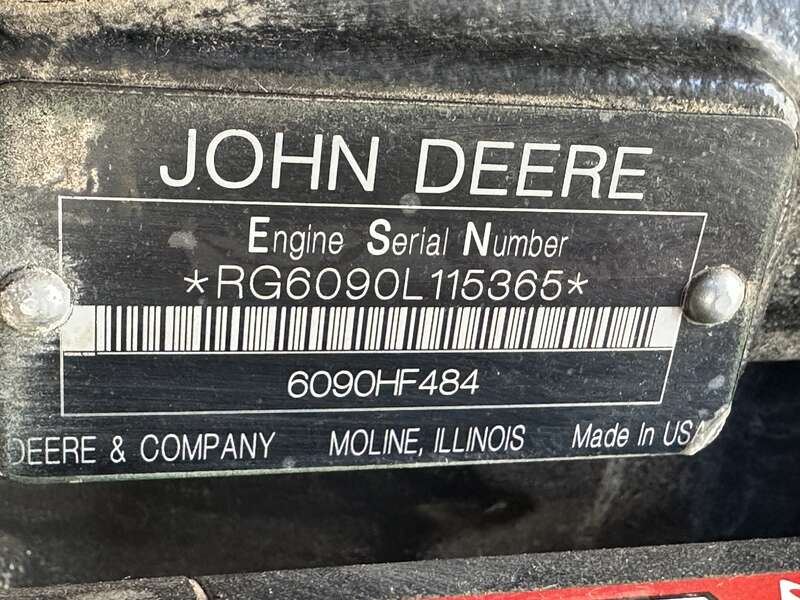 JOHN DEERE
Engine Serial Number
*RG6090L115365*
6090HF484
DEERE & COMPANY MOLINE, ILLINOIS Made In USA